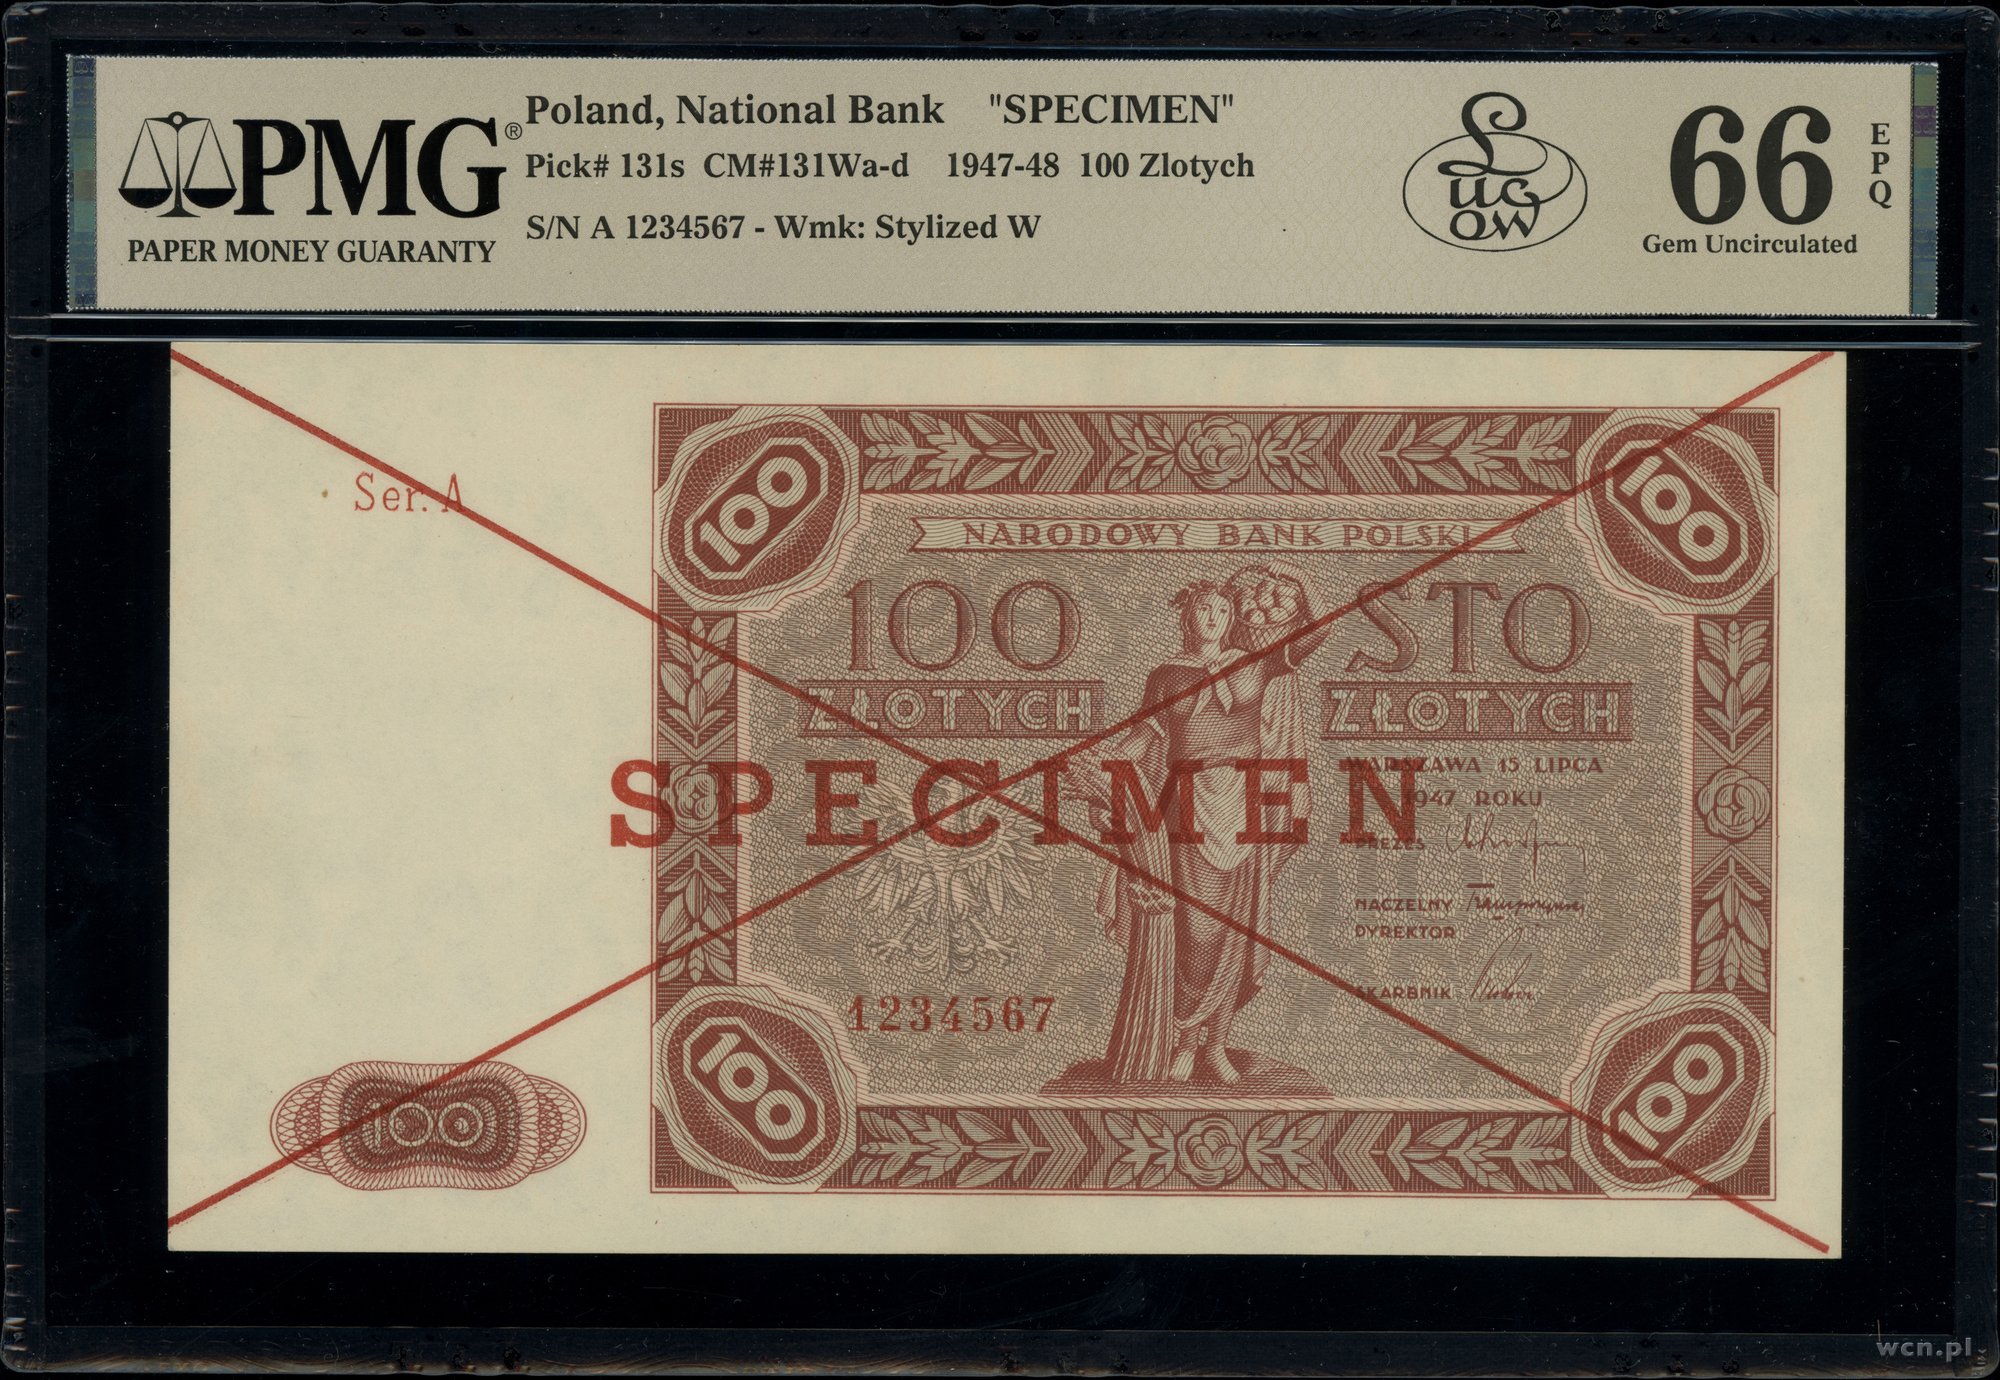 PMG®
PAPER MONEY GUARANTY
Poland, National Bank "SPECIMEN"
Pick# 131s CM#131Wa-d 1947-48 100 Zlotych
S/N A 1234567 - Wmk: Stylized W
66
EPQ
Gem Uncirculated
Ser. A
100
100
NARODOWY BANK POLSKI
100 STO
ZŁOTYCH ZŁOTYCH
SPECIMEN
WARSZAWA 15 LIPCA
1947 ROKU
PREZES
NACZELNY
DYREKTOR
SKARBNIK
1234567
100
100
100
wcn.pl